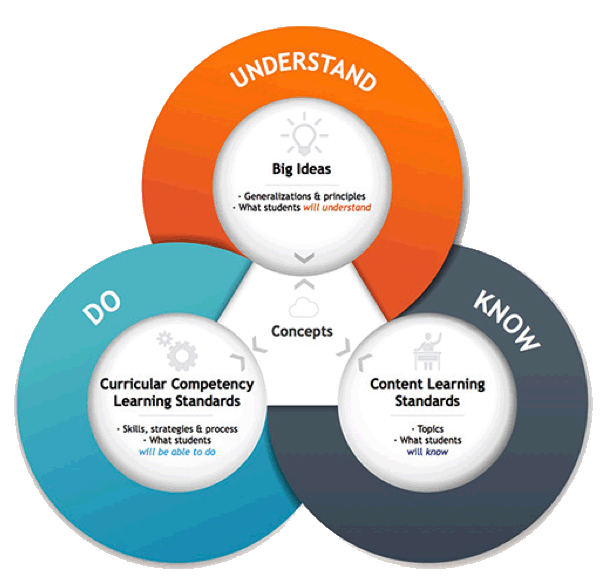 UNDERSTAND
Big Ideas
- Generalizations & principles
- What students will understand
Concepts
DO
Curricular Competency
Learning Standards
- Skills, strategies & process
- What students
will be able to do
KNOW
Content Learning
Standards
- Topics
- What students
will know